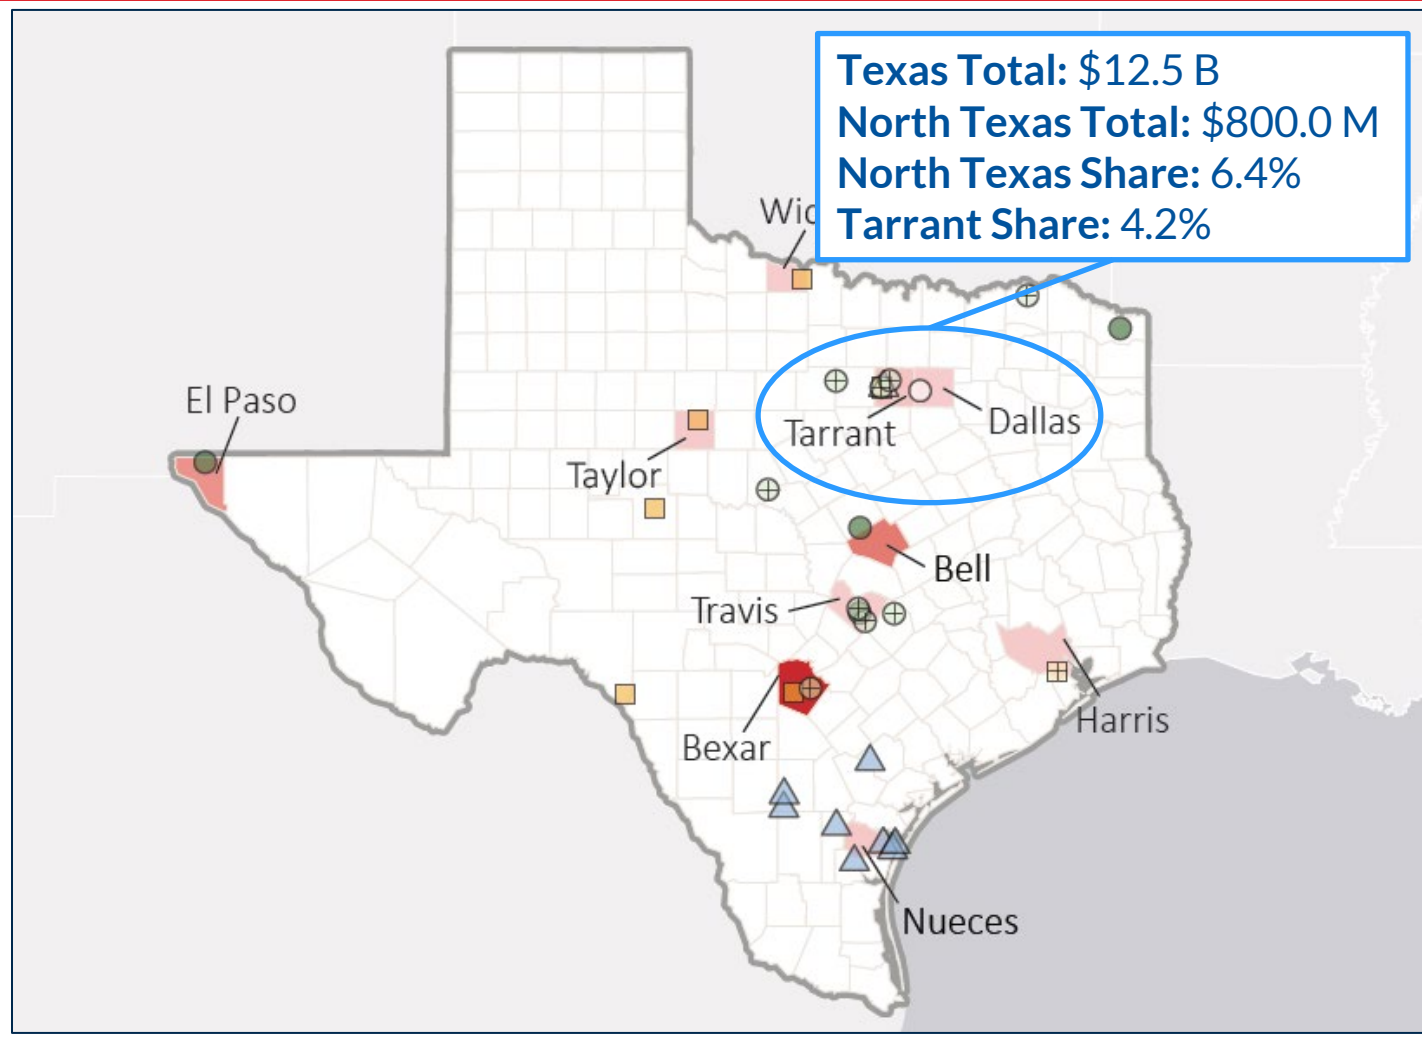 Texas Total: $12.5 B
North Texas Total: $800.0 M
North Texas Share: 6.4%
Tarrant Share: 4.2%
El Paso
Tarrant
Dallas
Taylor
Bell
Travis
Harris
Bexar
Nueces